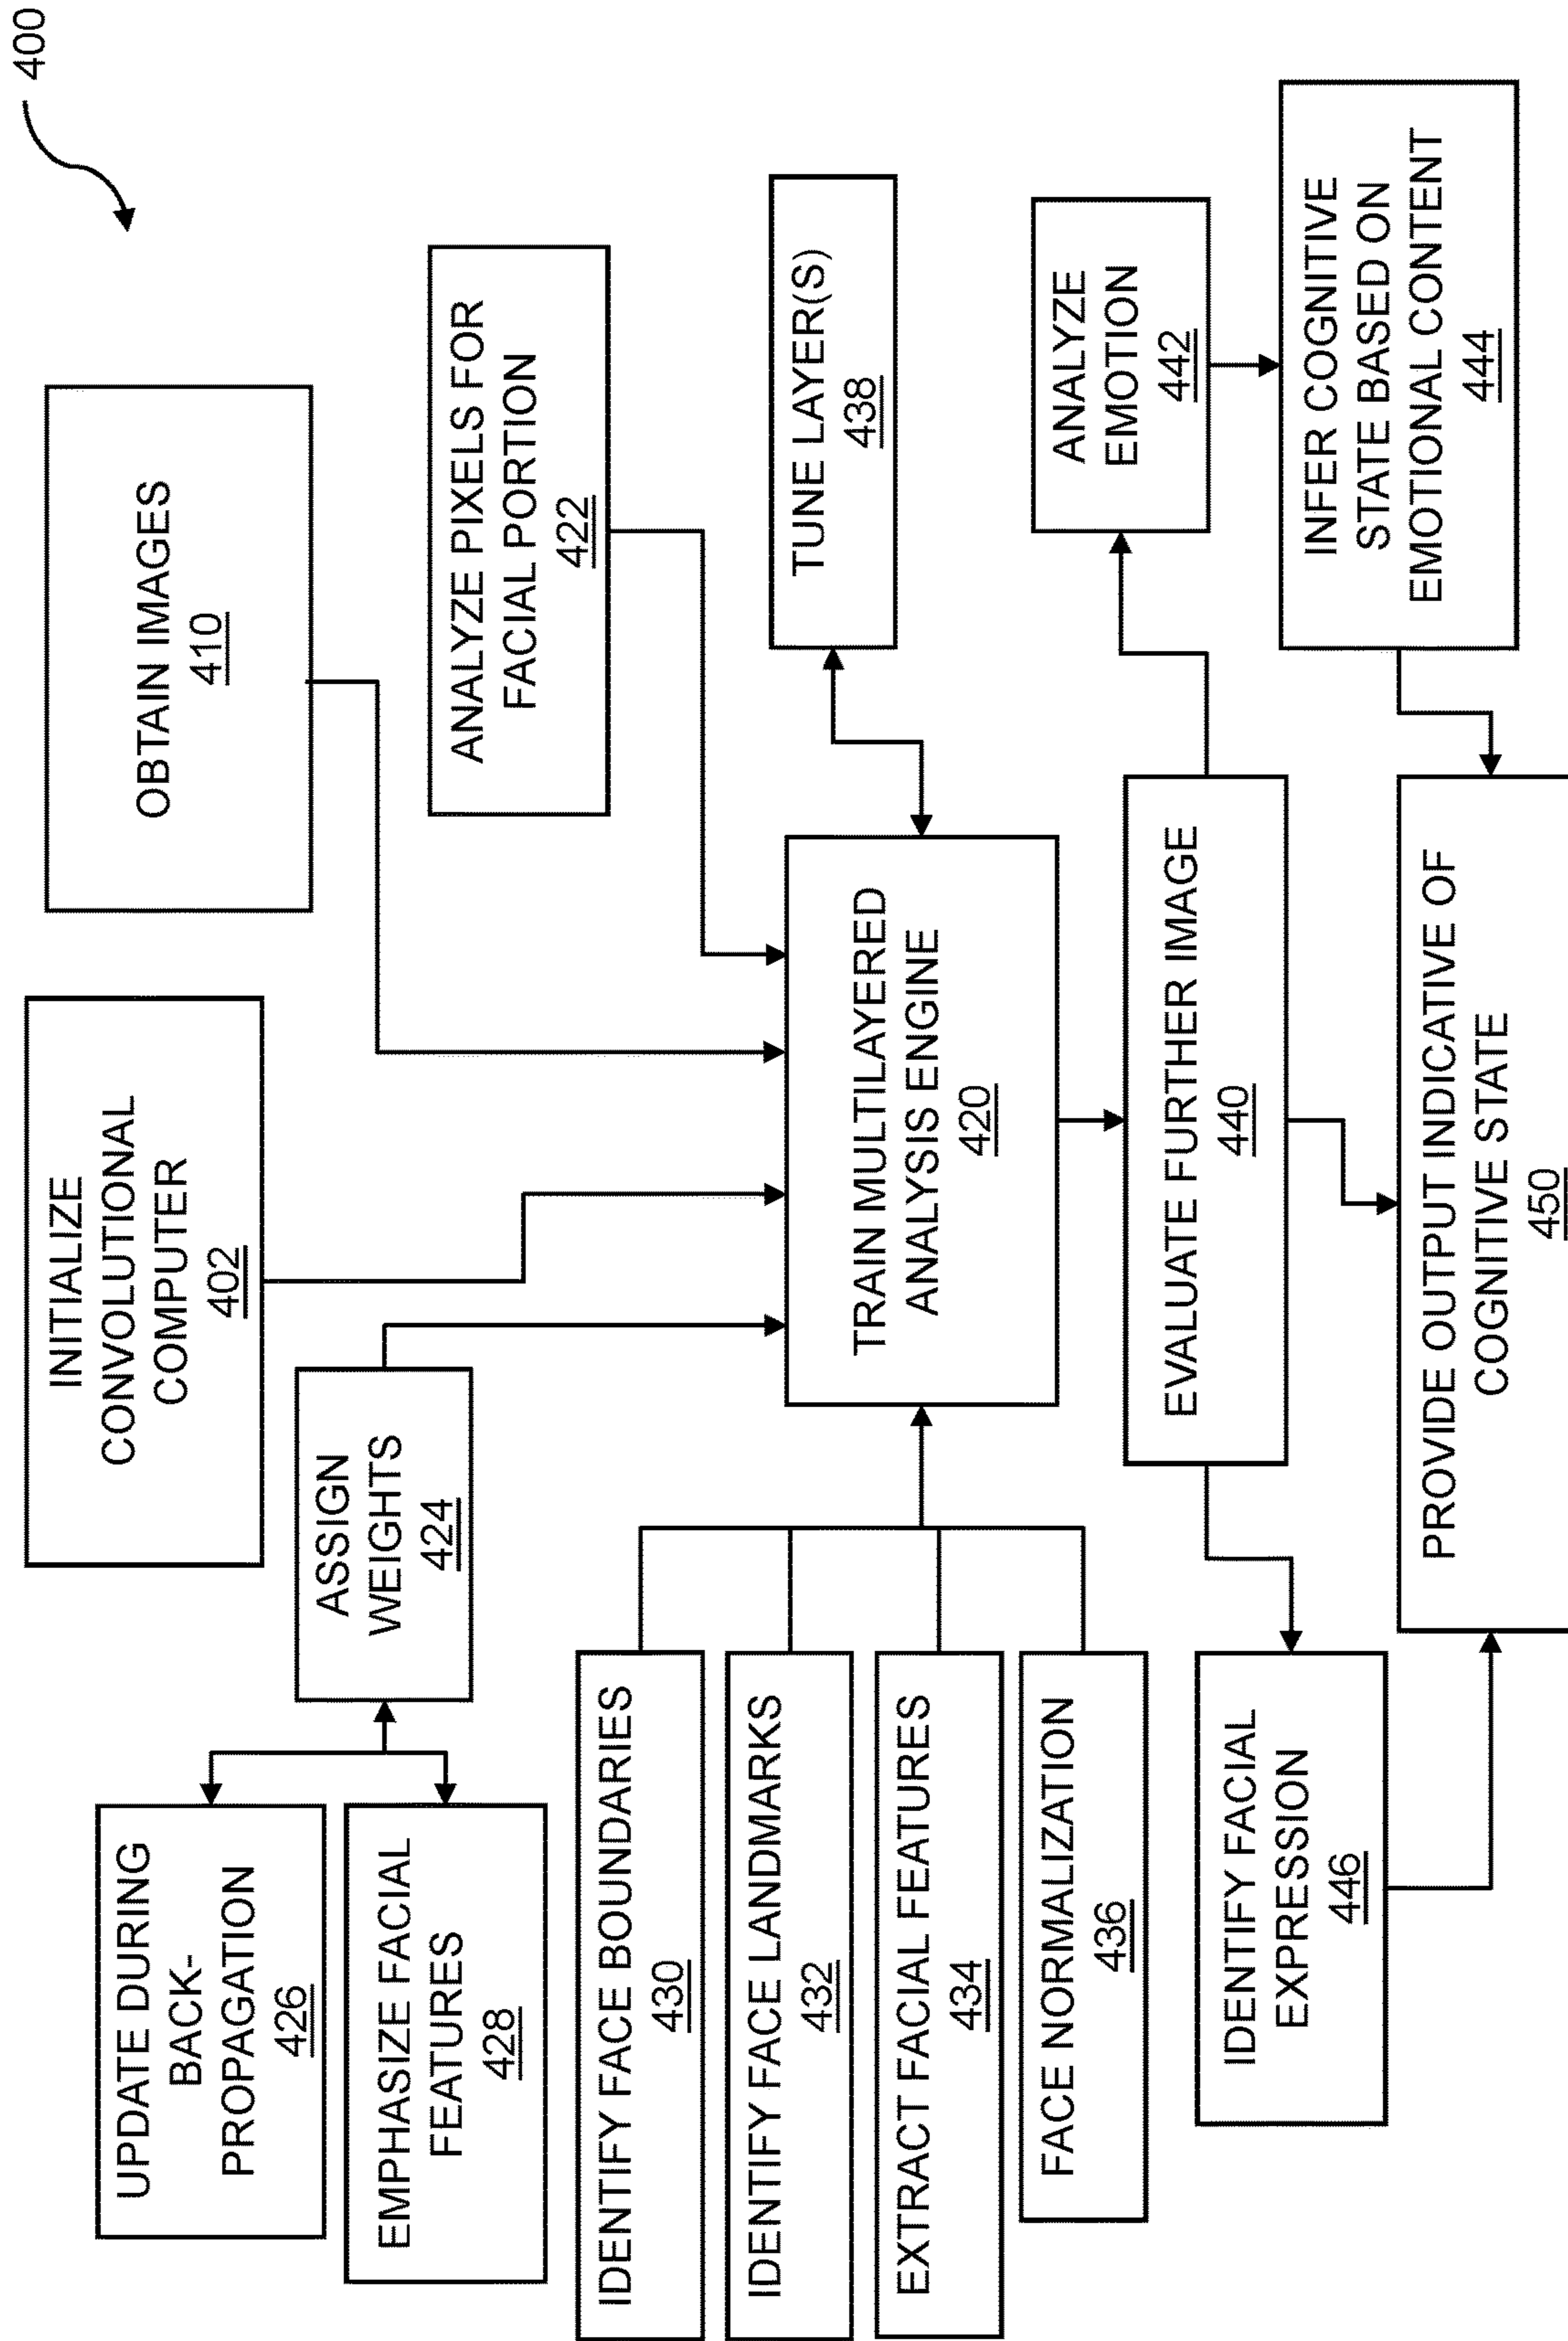 400
INITIALIZE
CONVOLUTIONAL
COMPUTER
402
OBTAIN IMAGES
410
UPDATE DURING
BACK-
PROPAGATION
426
EMPHASIZE FACIAL
FEATURES
428
ASSIGN
WEIGHTS
424
ANALYZE PIXELS FOR
FACIAL PORTION
422
IDENTIFY FACE BOUNDARIES
430
IDENTIFY FACE LANDMARKS
432
EXTRACT FACIAL FEATURES
434
FACE NORMALIZATION
436
TRAIN MULTILAYERED
ANALYSIS ENGINE
420
TUNE LAYER(S)
438
EVALUATE FURTHER IMAGE
440
ANALYZE
EMOTION
442
IDENTIFY FACIAL
EXPRESSION
446
INFER COGNITIVE
STATE BASED ON
EMOTIONAL CONTENT
444
PROVIDE OUTPUT INDICATIVE OF
COGNITIVE STATE
450